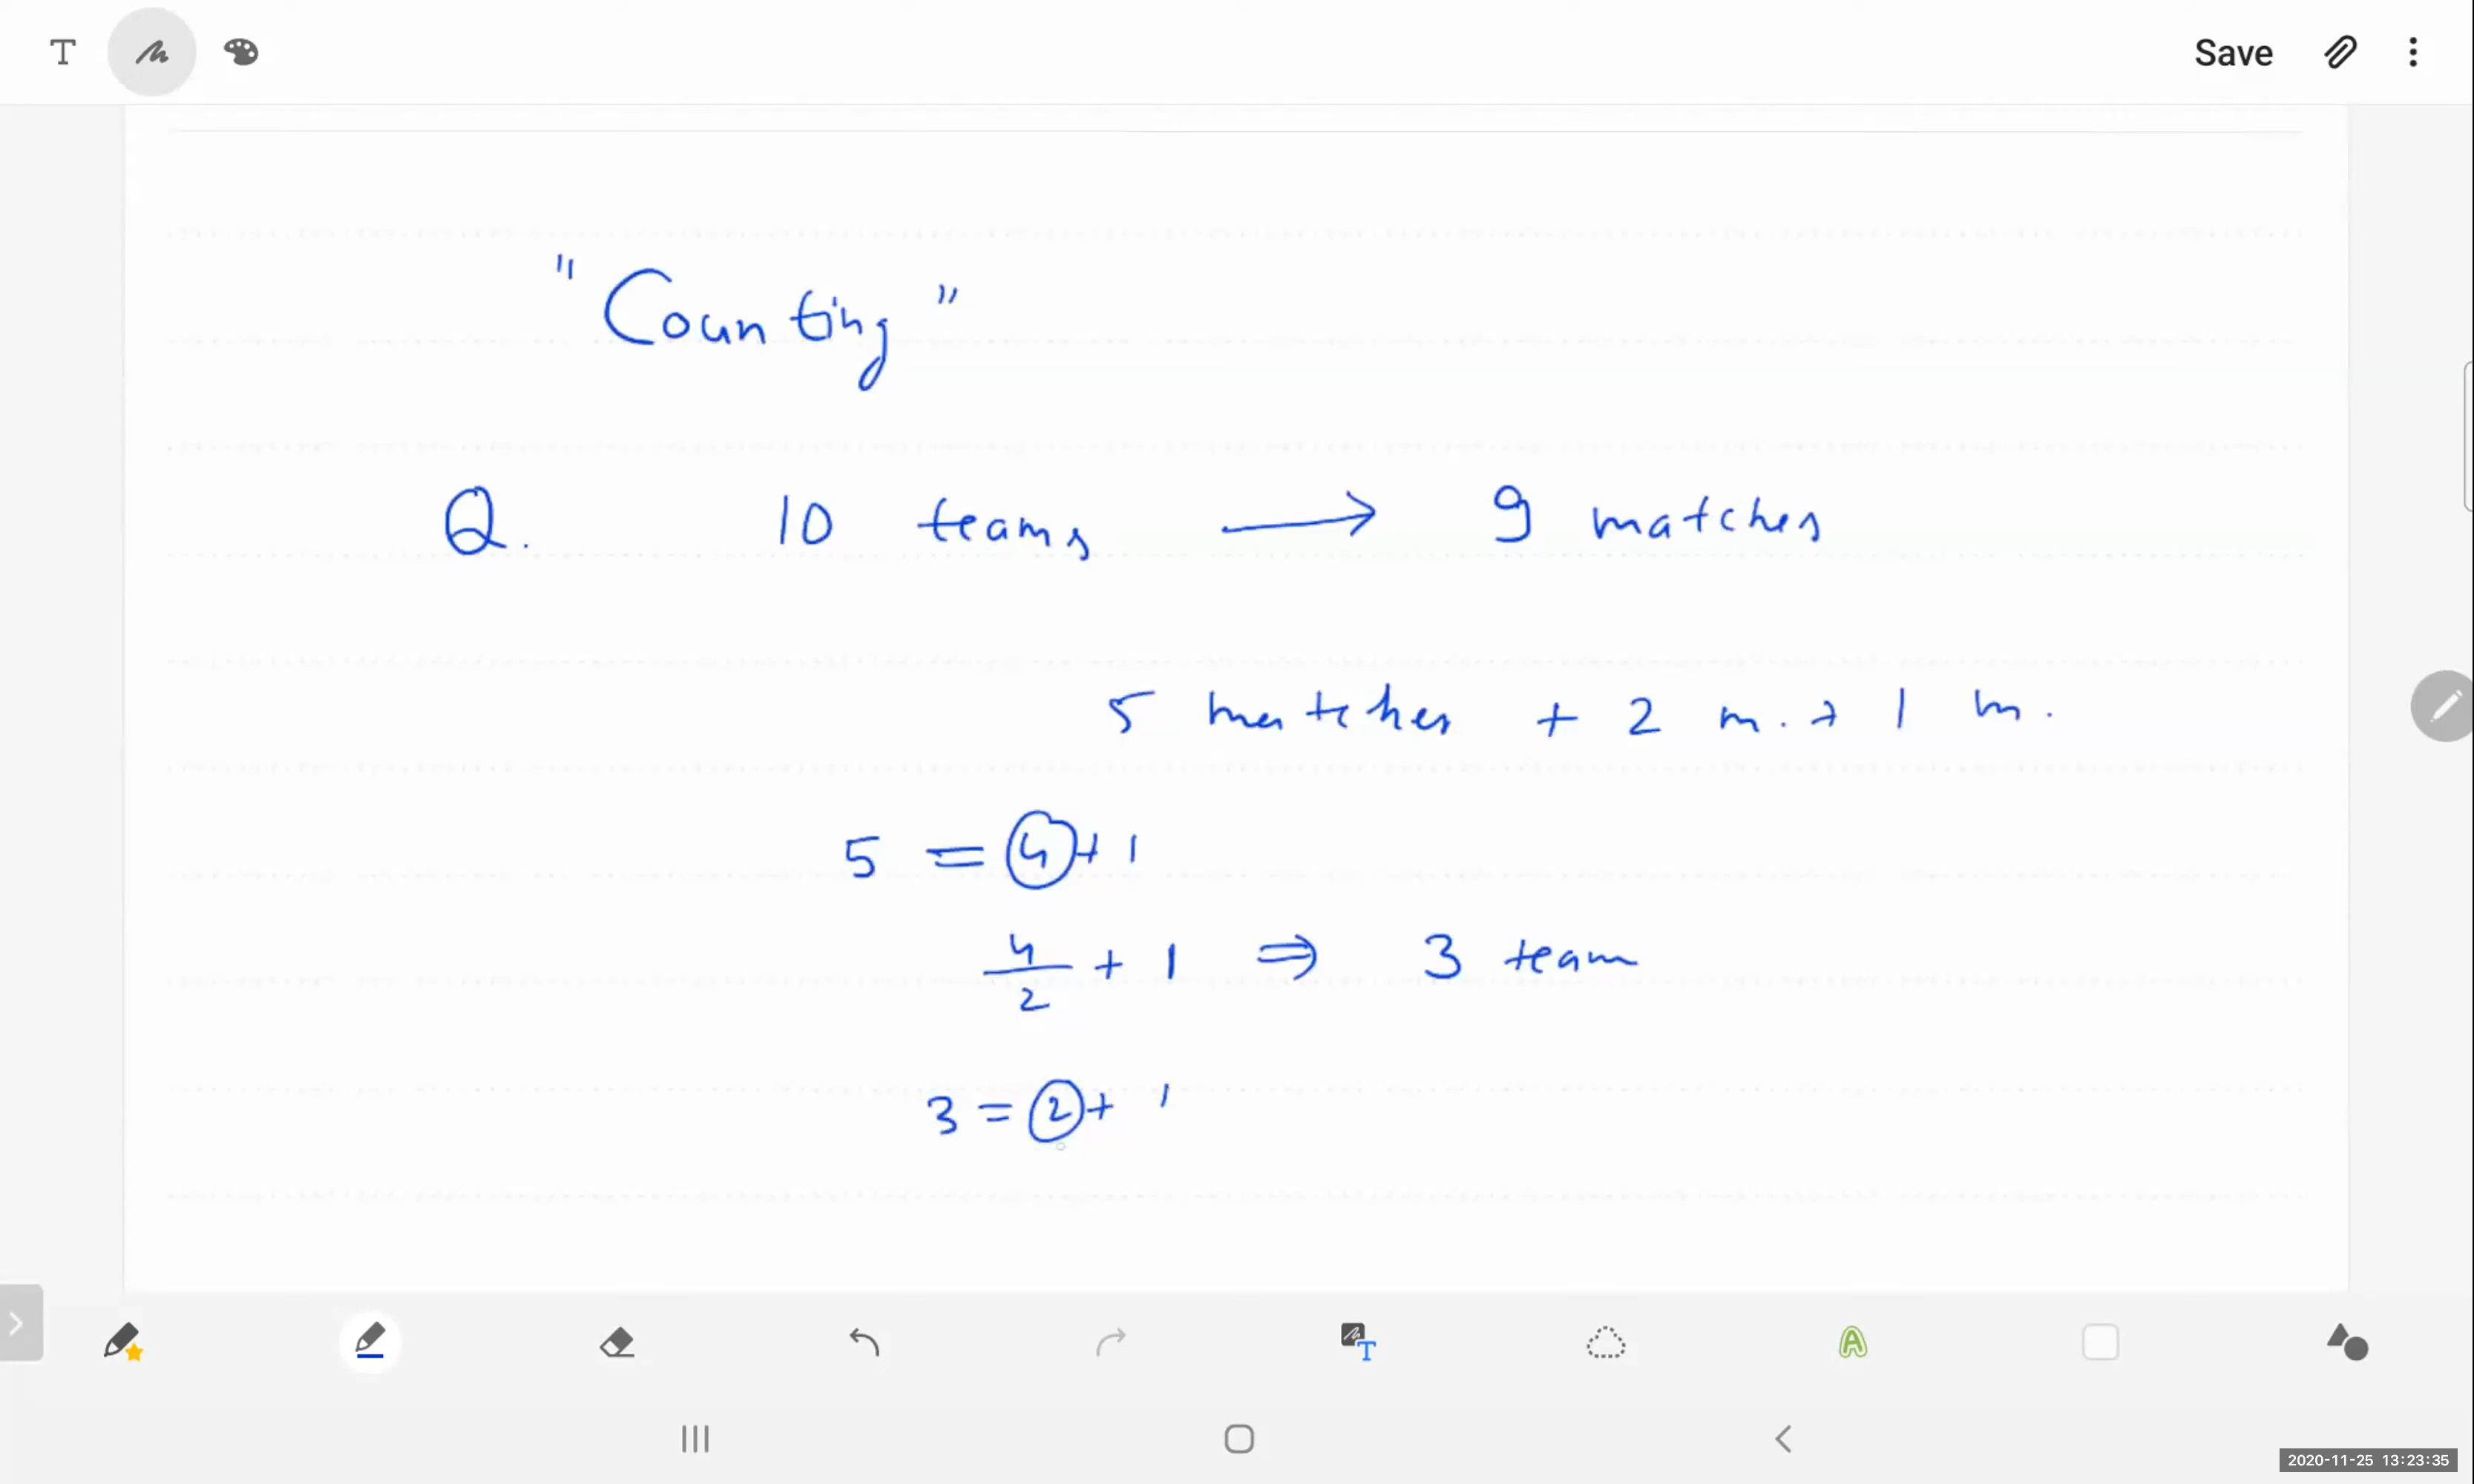 Save
"Counting"
Q. 10 teams → 9 matches
5 matches + 2 m. + 1 m.
5 = 4 + 1
4/2 + 1 ⇒ 3 team
3 = 2 + 1
2020-11-25 13:23:35